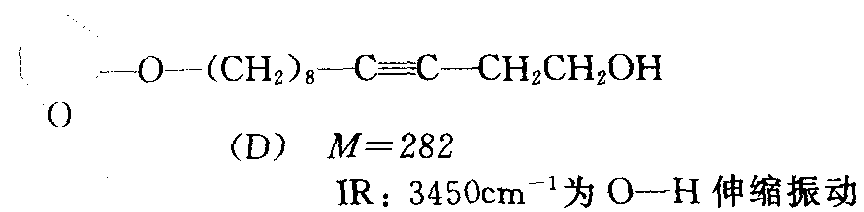 O—(CH₂)₈—C≡C—CH₂CH₂OH
O
(D) M=282
IR: 3450cm⁻¹为 O—H 伸缩振动